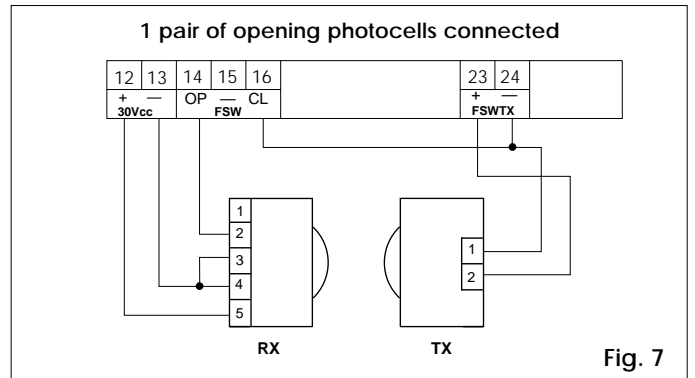 1 pair of opening photocells connected
12 13 14 15 16 23 24
+ — OP — CL + —
30Vcc FSW FSWTX
1
2
3
4
5
1
2
RX TX
Fig. 7